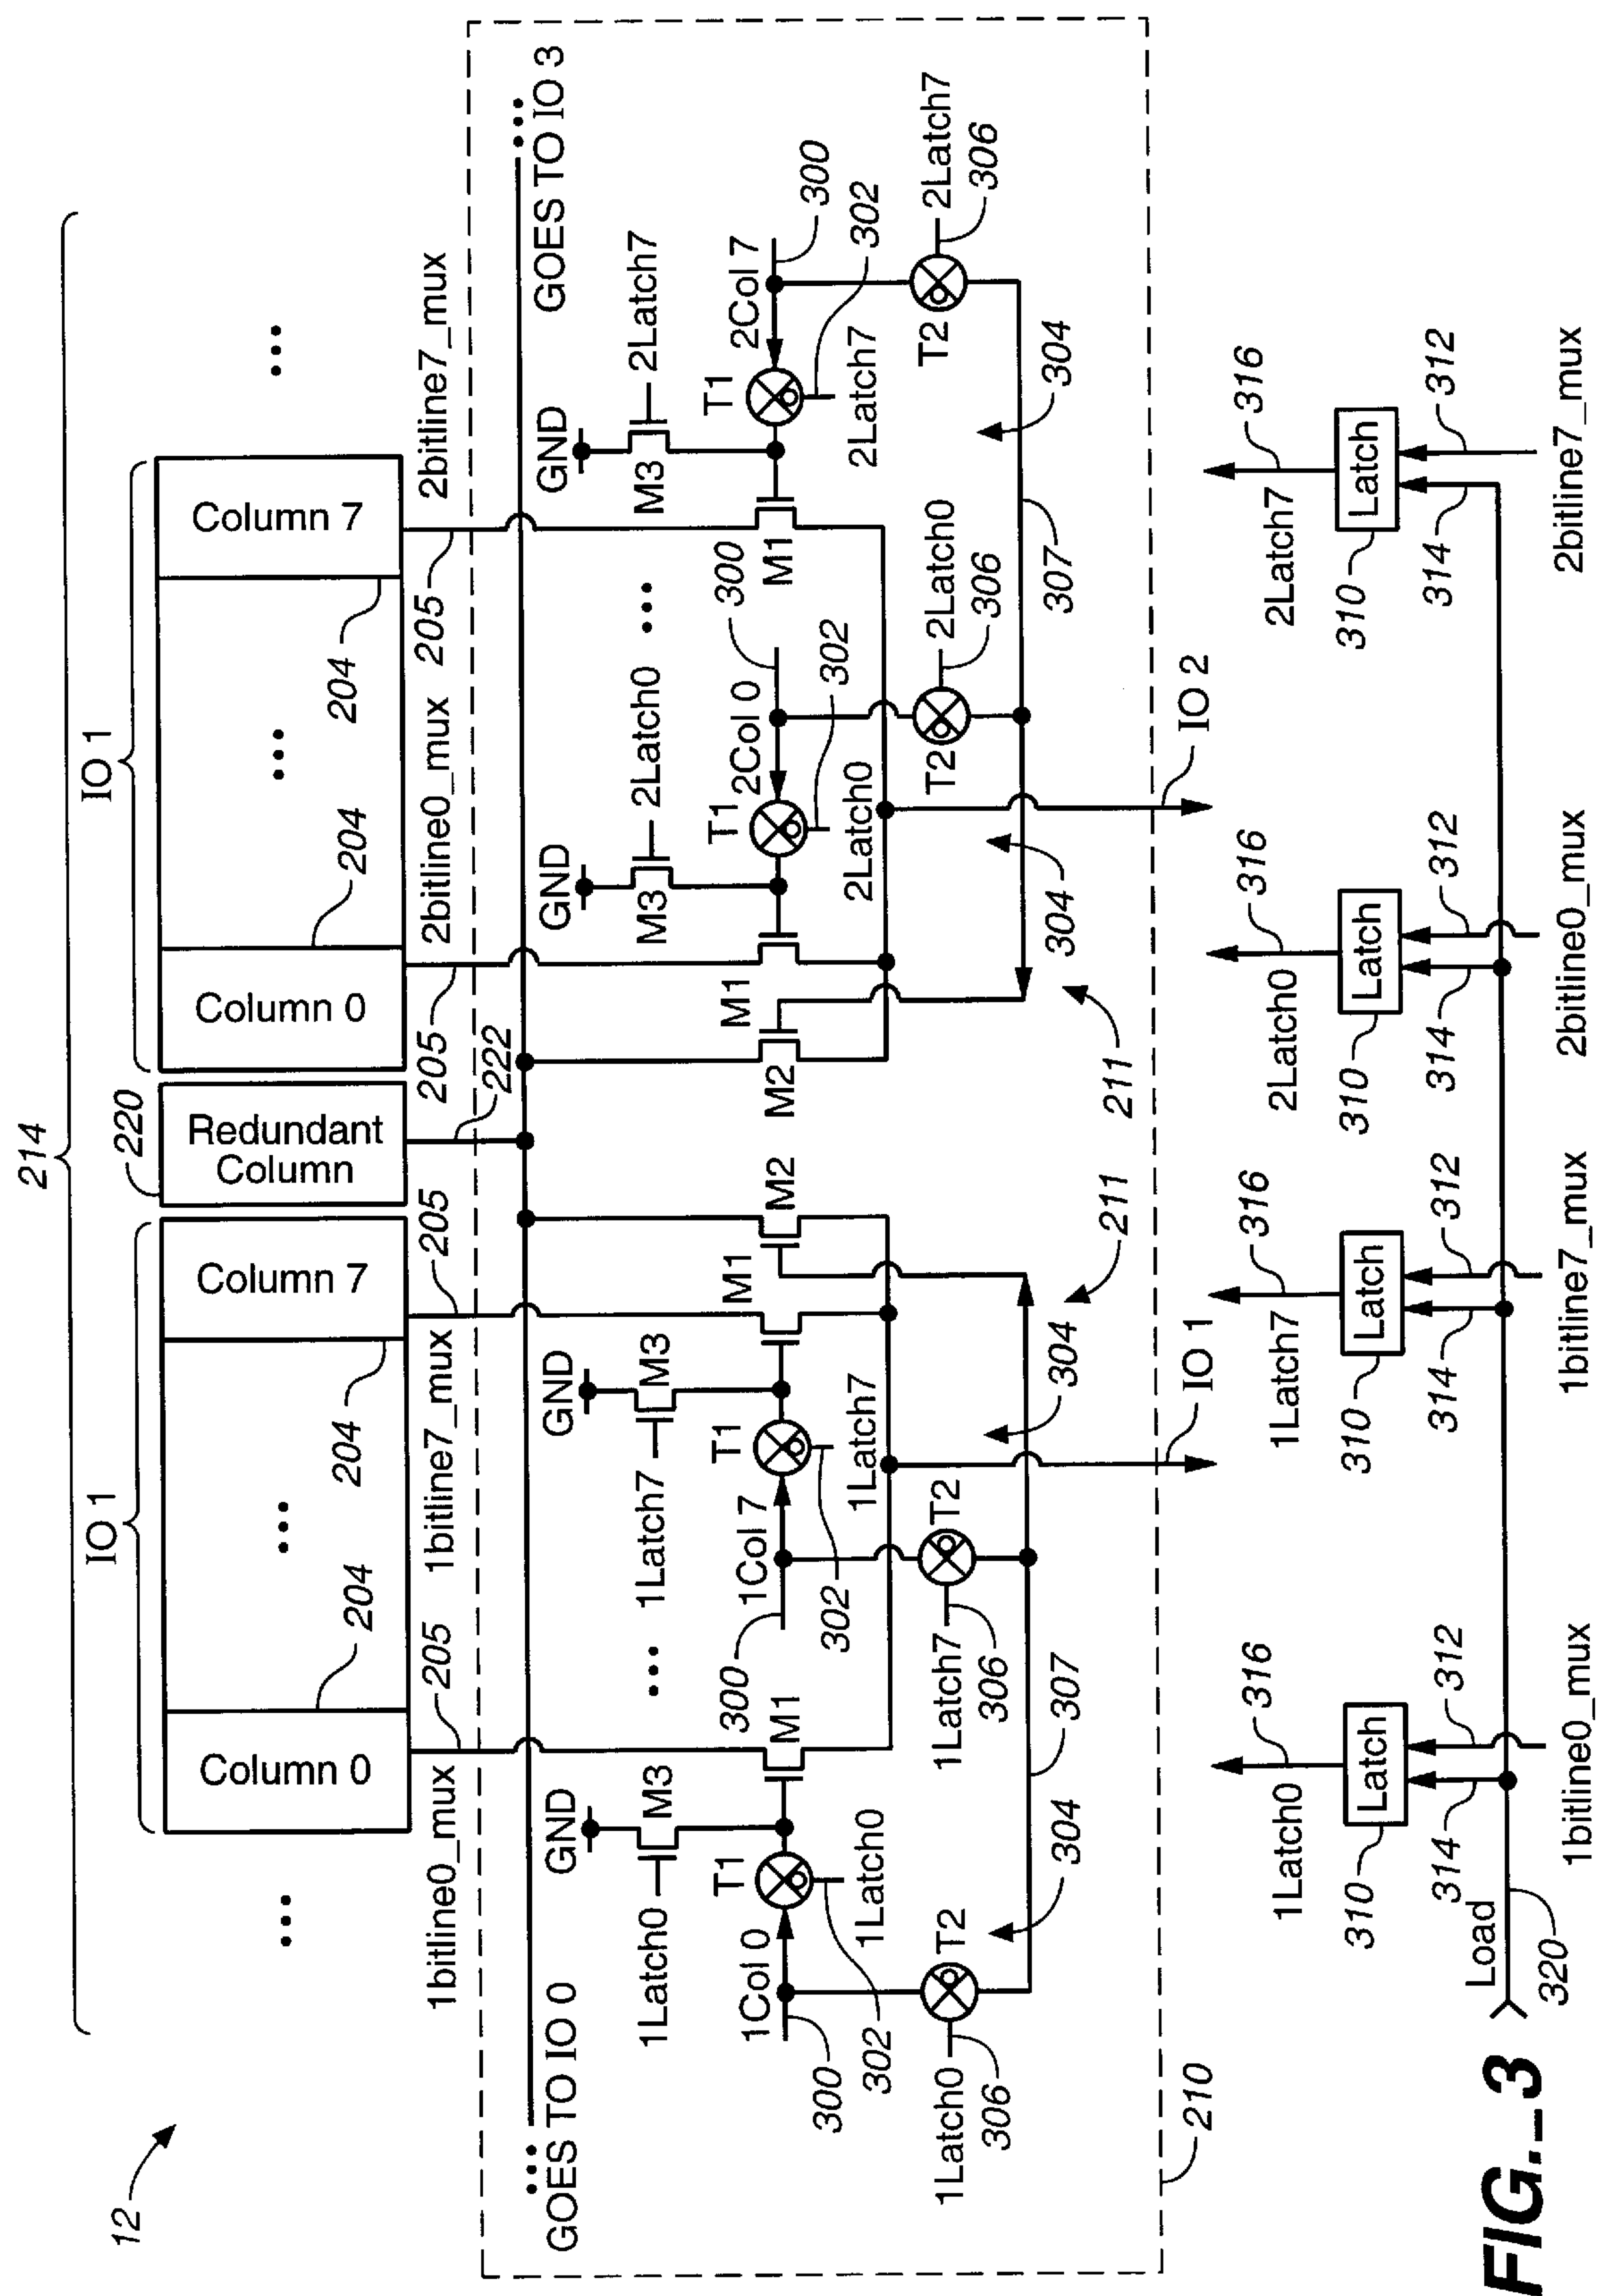 12
214
IO 1
220
IO 1
Column 0
204
204
Column 7
Redundant
Column
Column 0
204
204
Column 7
1bitline0_mux
205
1bitline7_mux
205
205
222
2bitline0_mux
205
2bitline7_mux
GOES TO IO 0
GOES TO IO 3
GND
GND
GND
GND
1Latch0
M3
1Latch7
M3
M3
2Latch0
M3
2Latch7
1Col 0
T1
M1
1Col 7
T1
M1
M2
M2
M1
T1
2Col 0
M1
T1
2Col 7
300
302
1Latch0
300
302
1Latch7
2Latch0
302
300
2Latch7
302
300
1Latch0
306
T2
1Latch7
306
T2
T2
2Latch0
306
T2
2Latch7
306
304
307
304
211
211
304
307
304
210
IO 1
IO 2
1Latch0
316
1Latch7
316
2Latch0
316
2Latch7
316
310
Latch
310
Latch
310
Latch
310
Latch
Load
314
312
314
312
314
312
314
312
320
1bitline0_mux
1bitline7_mux
2bitline0_mux
2bitline7_mux
FIG._3